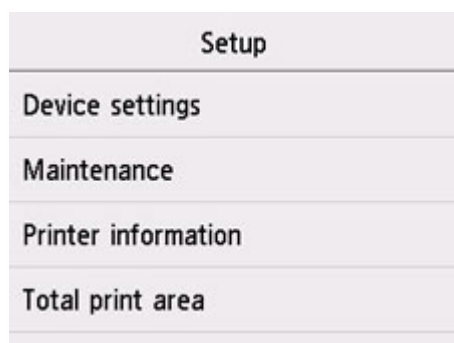 Setup
Device settings
Maintenance
Printer information
Total print area